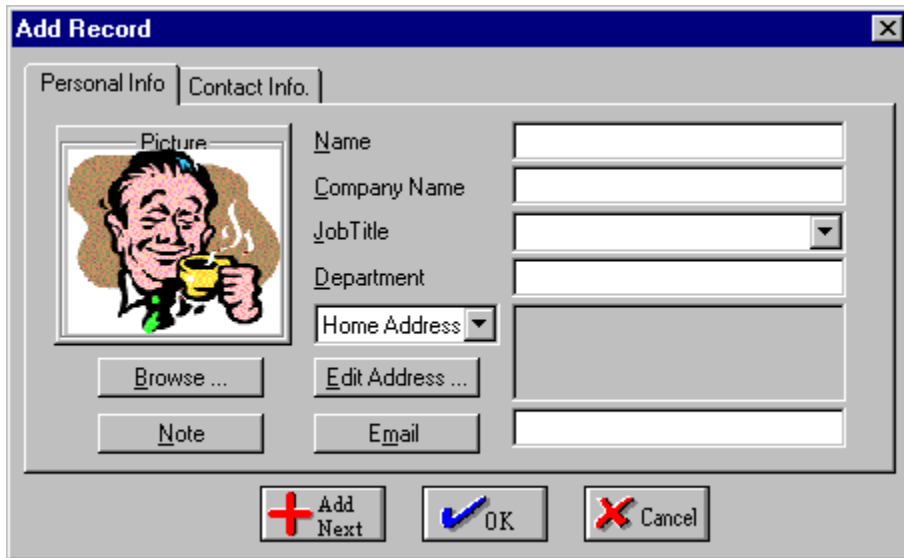 Add Record
Personal Info
Contact Info.
Picture
Name
Company Name
JobTitle
Department
Home Address
Browse ...
Edit Address ...
Note
Email
Add
Next
OK
Cancel